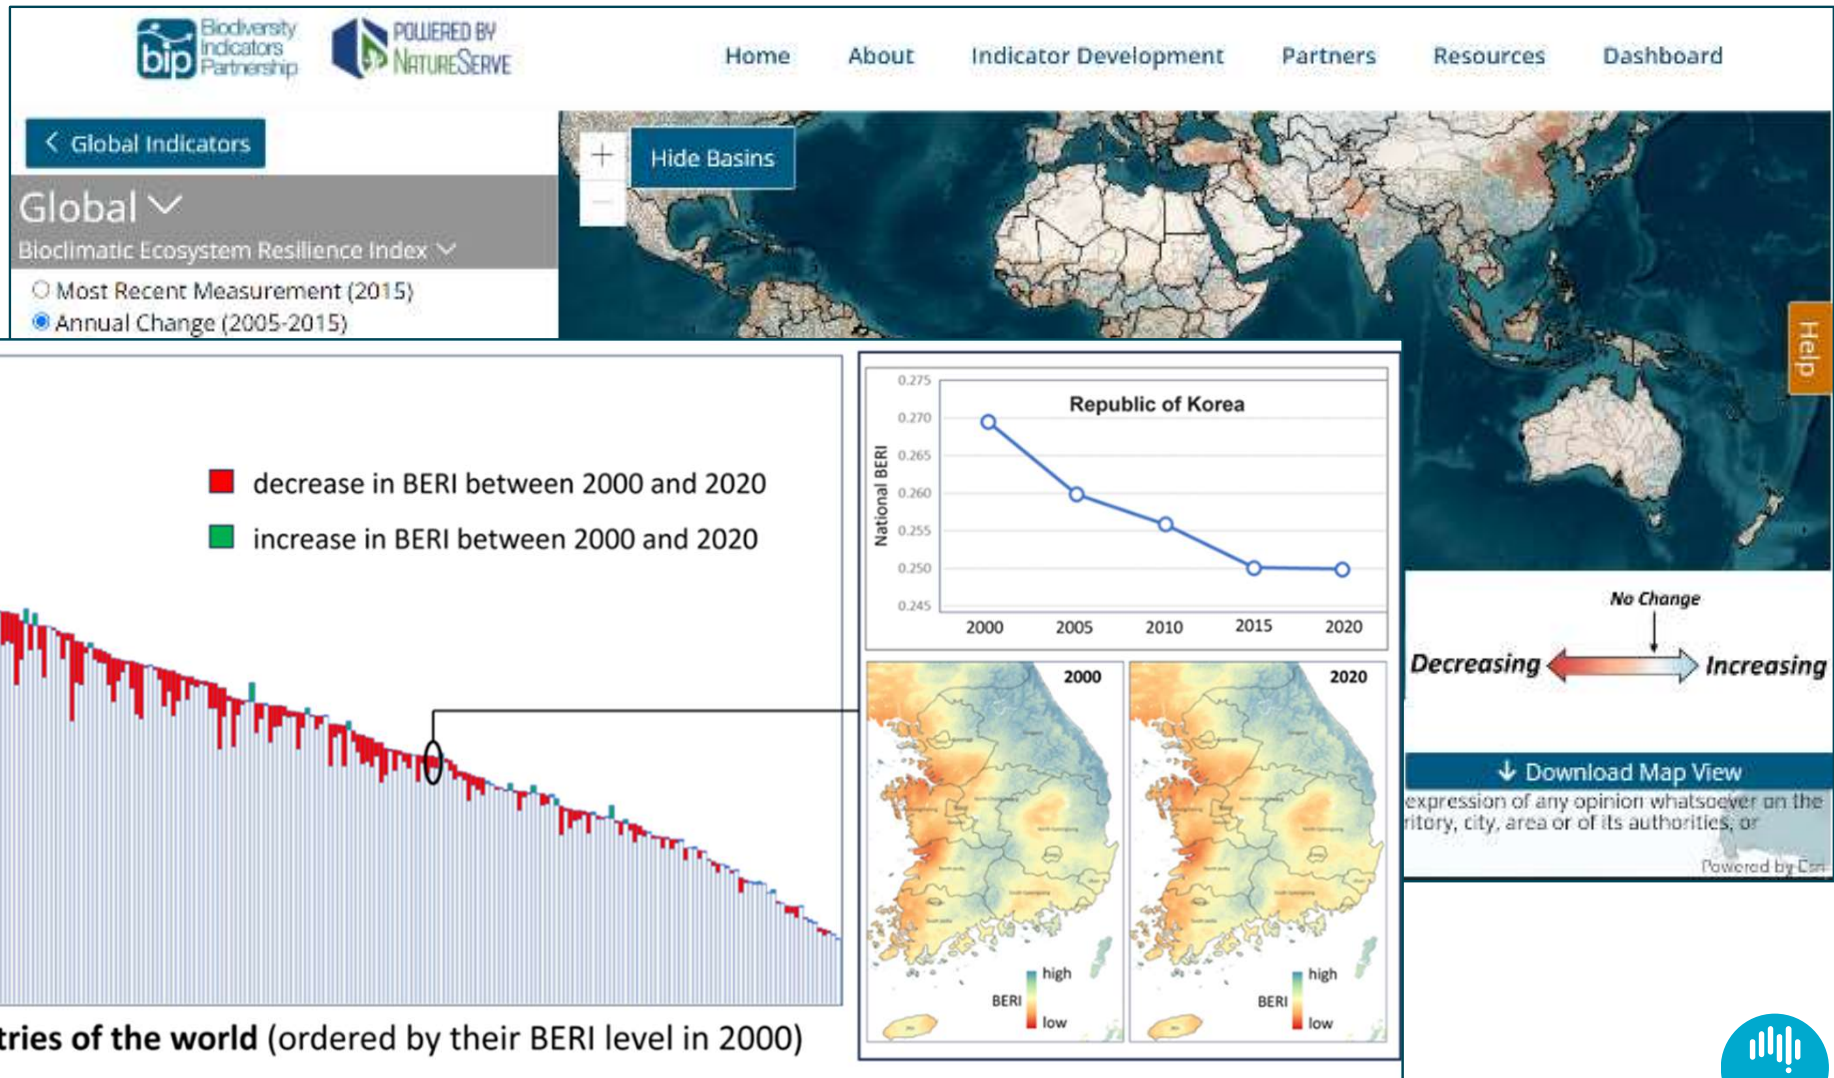 bip Biodiversity
Indicators
Partnership
POWERED BY
NATURESERVE
Home About Indicator Development Partners Resources Dashboard
Global Indicators
Global
Bioclimatic Ecosystem Resilience Index
Most Recent Measurement (2015)
Annual Change (2005-2015)
+
Hide Basins
Help
decrease in BERI between 2000 and 2020
increase in BERI between 2000 and 2020
tries of the world (ordered by their BERI level in 2000)
Republic of Korea
National BERI
0.275
0.270
0.265
0.260
0.255
0.250
0.245
2000 2005 2010 2015 2020
2000
high
BERI
low
2020
high
BERI
low
No Change
Decreasing Increasing
Download Map View
expression of any opinion whatsoever on the
ritory, city, area or of its authorities, or
Powered by Esri